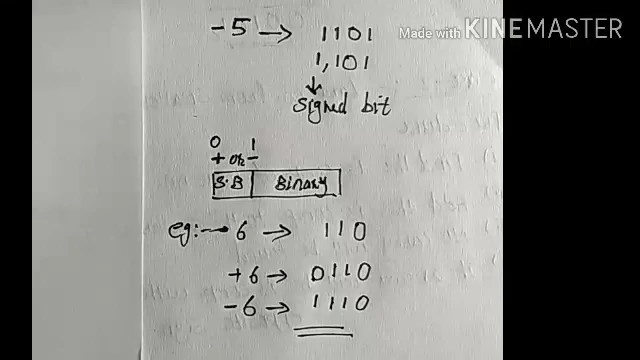 -5 → 1101
Made with KINEMASTER
1,101
↓
signed bit
0 1
+ or -
S.B Binary
eg:- 6 → 110
+6 → 0110
-6 → 1110